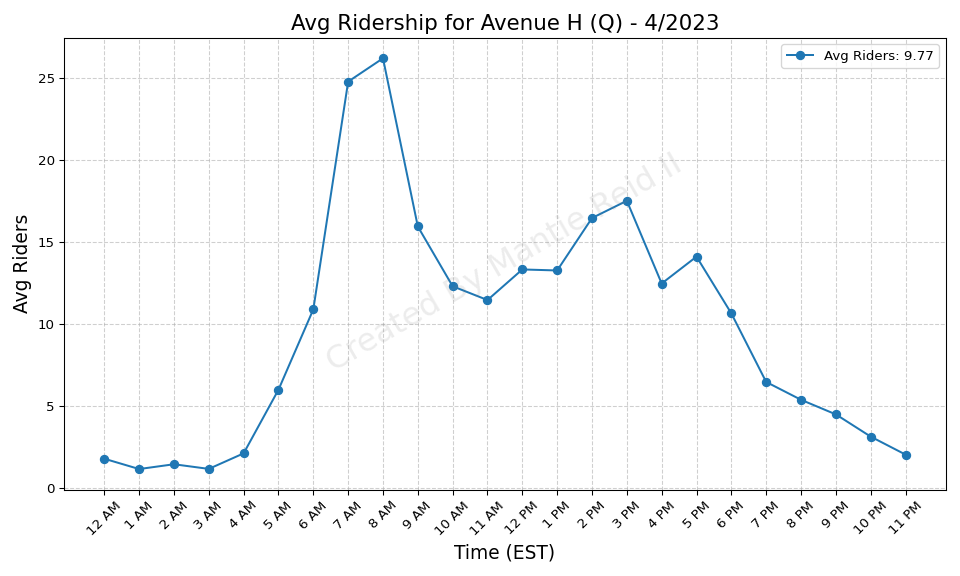 Avg Ridership for Avenue H (Q) - 4/2023
Avg Riders: 9.77
Avg Riders
25
20
15
10
5
0
Created By Mantle Reid II
12 AM
1 AM
2 AM
3 AM
4 AM
5 AM
6 AM
7 AM
8 AM
9 AM
10 AM
11 AM
12 PM
1 PM
2 PM
3 PM
4 PM
5 PM
6 PM
7 PM
8 PM
9 PM
10 PM
11 PM
Time (EST)